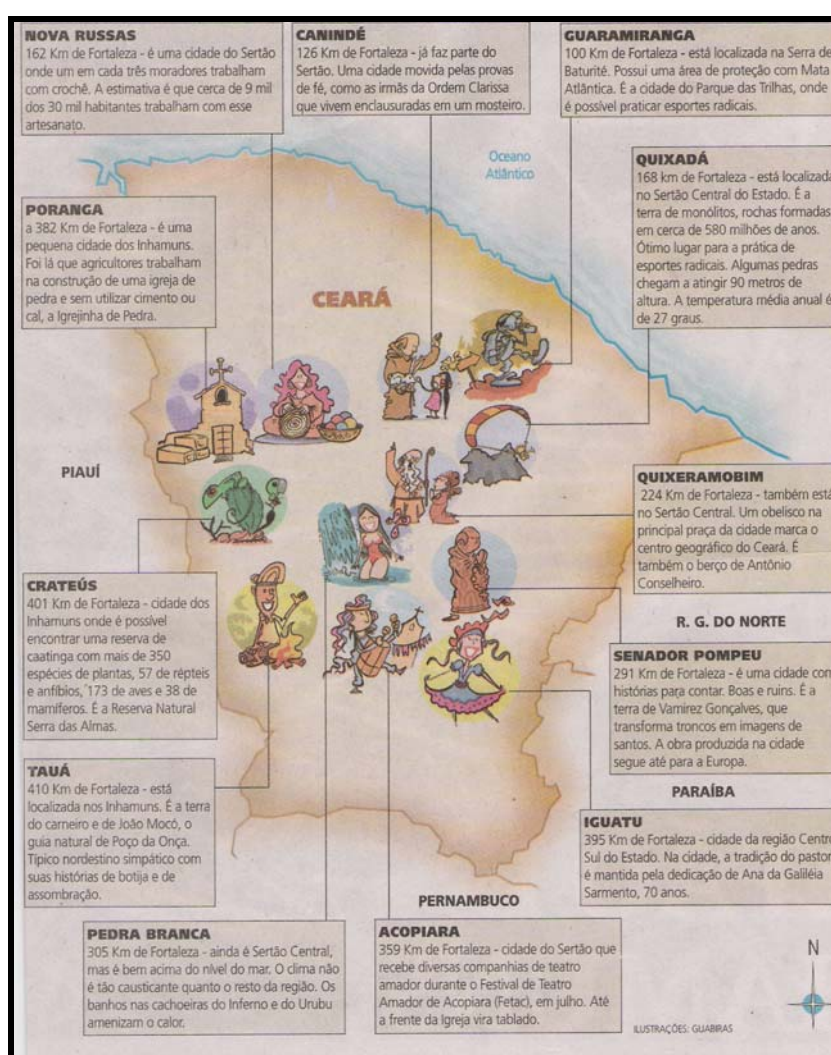 NOVA RUSSAS
162 Km de Fortaleza - é uma cidade do Sertão
onde um em cada três moradores trabalham
com crochê. A estimativa é que cerca de 9 mil
dos 30 mil habitantes trabalham com esse
artesanato.
CANINDÉ
126 Km de Fortaleza - já faz parte do
Sertão. Uma cidade movida pelas provas
de fé, como as irmãs da Ordem Clarissa
que vivem enclausuradas em um mosteiro.
GUARAMIRANGA
100 Km de Fortaleza - está localizada na Serra de
Baturité. Possui uma área de proteção com Mata
Atlântica. É a cidade do Parque das Trilhas, onde
é possível praticar esportes radicais.
Oceano
Atlântico
QUIXADÁ
168 km de Fortaleza - está localizada
no Sertão Central do Estado. É a
terra de monólitos, rochas formadas
em cerca de 580 milhões de anos.
Ótimo lugar para a prática de
esportes radicais. Algumas pedras
chegam a atingir 90 metros de
altura. A temperatura média anual é
de 27 graus.
PORANGA
a 382 Km de Fortaleza - é uma
pequena cidade dos Inhamuns.
Foi lá que agricultores trabalham
na construção de uma igreja de
pedra e sem utilizar cimento ou
cal, a Igrejinha de Pedra.
CEARÁ
PIAUÍ
QUIXERAMOBIM
224 Km de Fortaleza - também está
no Sertão Central. Um obelisco na
principal praça da cidade marca o
centro geográfico do Ceará. É
também o berço de Antônio
Conselheiro.
CRATEÚS
401 Km de Fortaleza - cidade dos
Inhamuns onde é possível
encontrar uma reserva de
caatinga com mais de 350
espécies de plantas, 57 de répteis
e anfíbios, 173 de aves e 38 de
mamíferos. É a Reserva Natural
Serra das Almas.
R. G. DO NORTE
SENADOR POMPEU
291 Km de Fortaleza - é uma cidade com
histórias para contar. Boas e ruins. É a
terra de Vamirez Gonçalves, que
transforma troncos em imagens de
santos. A obra produzida na cidade
segue até para a Europa.
TAUÁ
410 Km de Fortaleza - está
localizada nos Inhamuns. É a terra
do carneiro e de João Mocó, o
guia natural de Poço da Onça.
Típico nordestino simpático com
suas histórias de botija e de
assombração.
PARAÍBA
IGUATU
395 Km de Fortaleza - cidade da região Centro
Sul do Estado. Na cidade, a tradição do pastor
é mantida pela dedicação de Ana da Galiléia
Sarmento, 70 anos.
PERNAMBUCO
PEDRA BRANCA
305 Km de Fortaleza - ainda é Sertão Central,
mas é bem acima do nível do mar. O clima não
é tão causticante quanto o resto da região. Os
banhos nas cachoeiras do Inferno e do Urubu
amenizam o calor.
ACOPIARA
359 Km de Fortaleza - cidade do Sertão que
recebe diversas companhias de teatro
amador durante o Festival de Teatro
Amador de Acopiara (Fetac), em julho. Até
a frente da Igreja vira tablado.
N
ILUSTRAÇÕES: GUABIRAS